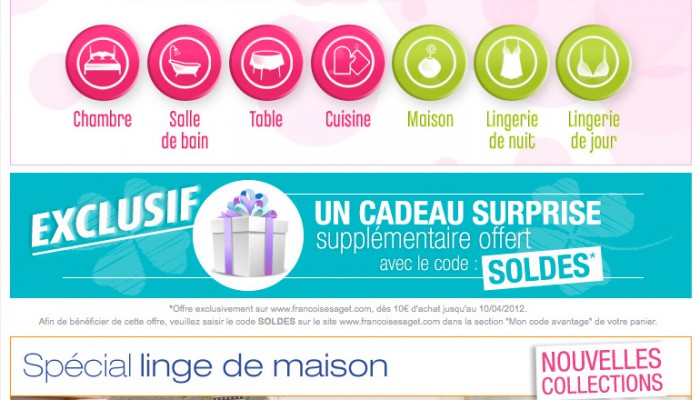 Chambre
Salle
de bain
Table
Cuisine
Maison
Lingerie
de nuit
Lingerie
de jour
EXCLUSIF
UN CADEAU SURPRISE
supplémentaire offert
avec le code : SOLDES*
*Offre exclusivement sur www.francoisesaget.com, dès 10€ d'achat jusqu'au 10/04/2012.
Afin de bénéficier de cette offre, veuillez saisir le code SOLDES sur le site www.francoisesaget.com dans la section "Mon code avantage" de votre panier.
Spécial linge de maison
NOUVELLES
COLLECTIONS